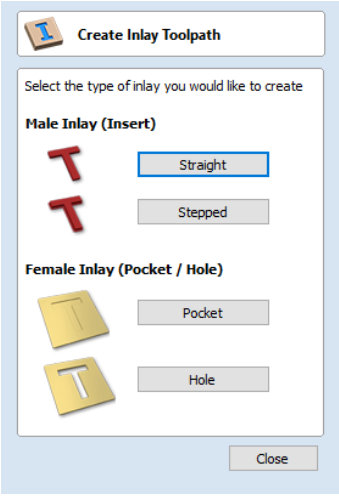 Create Inlay Toolpath
Select the type of inlay you would like to create
Male Inlay (Insert)
Straight
Stepped
Female Inlay (Pocket / Hole)
Pocket
Hole
Close